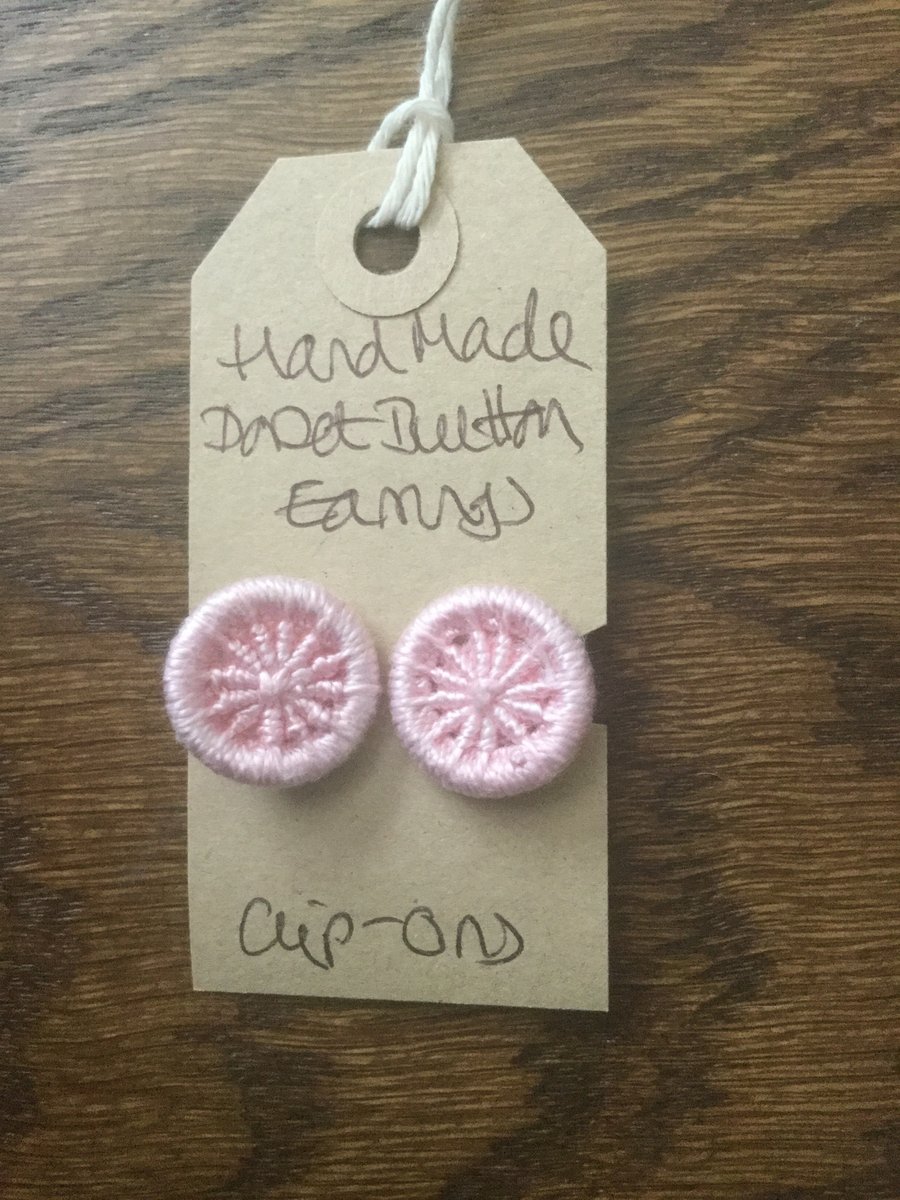 Hand Made
Dorset Button
Earrings
Clip-Ons